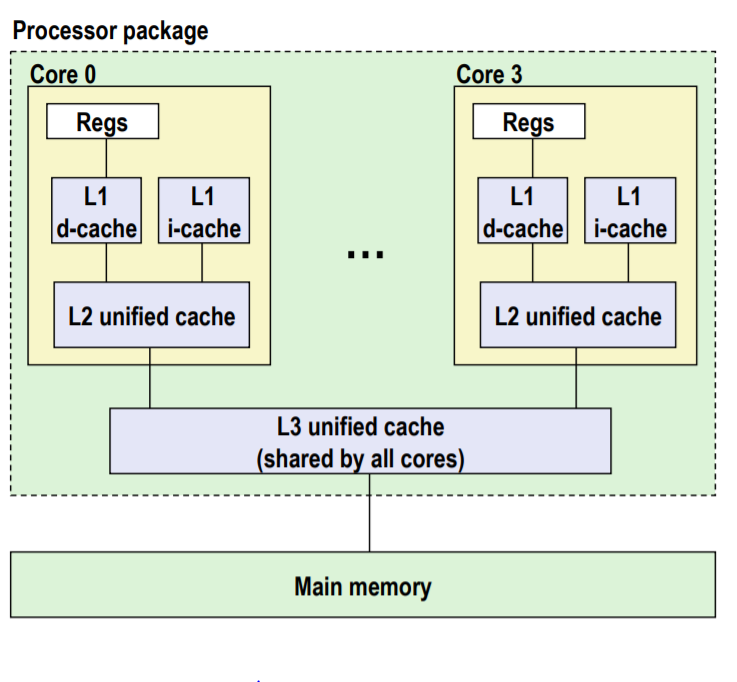 Processor package
Core 0
Core 3
Regs
Regs
L1
d-cache
L1
i-cache
...
L1
d-cache
L1
i-cache
L2 unified cache
L2 unified cache
L3 unified cache
(shared by all cores)
Main memory